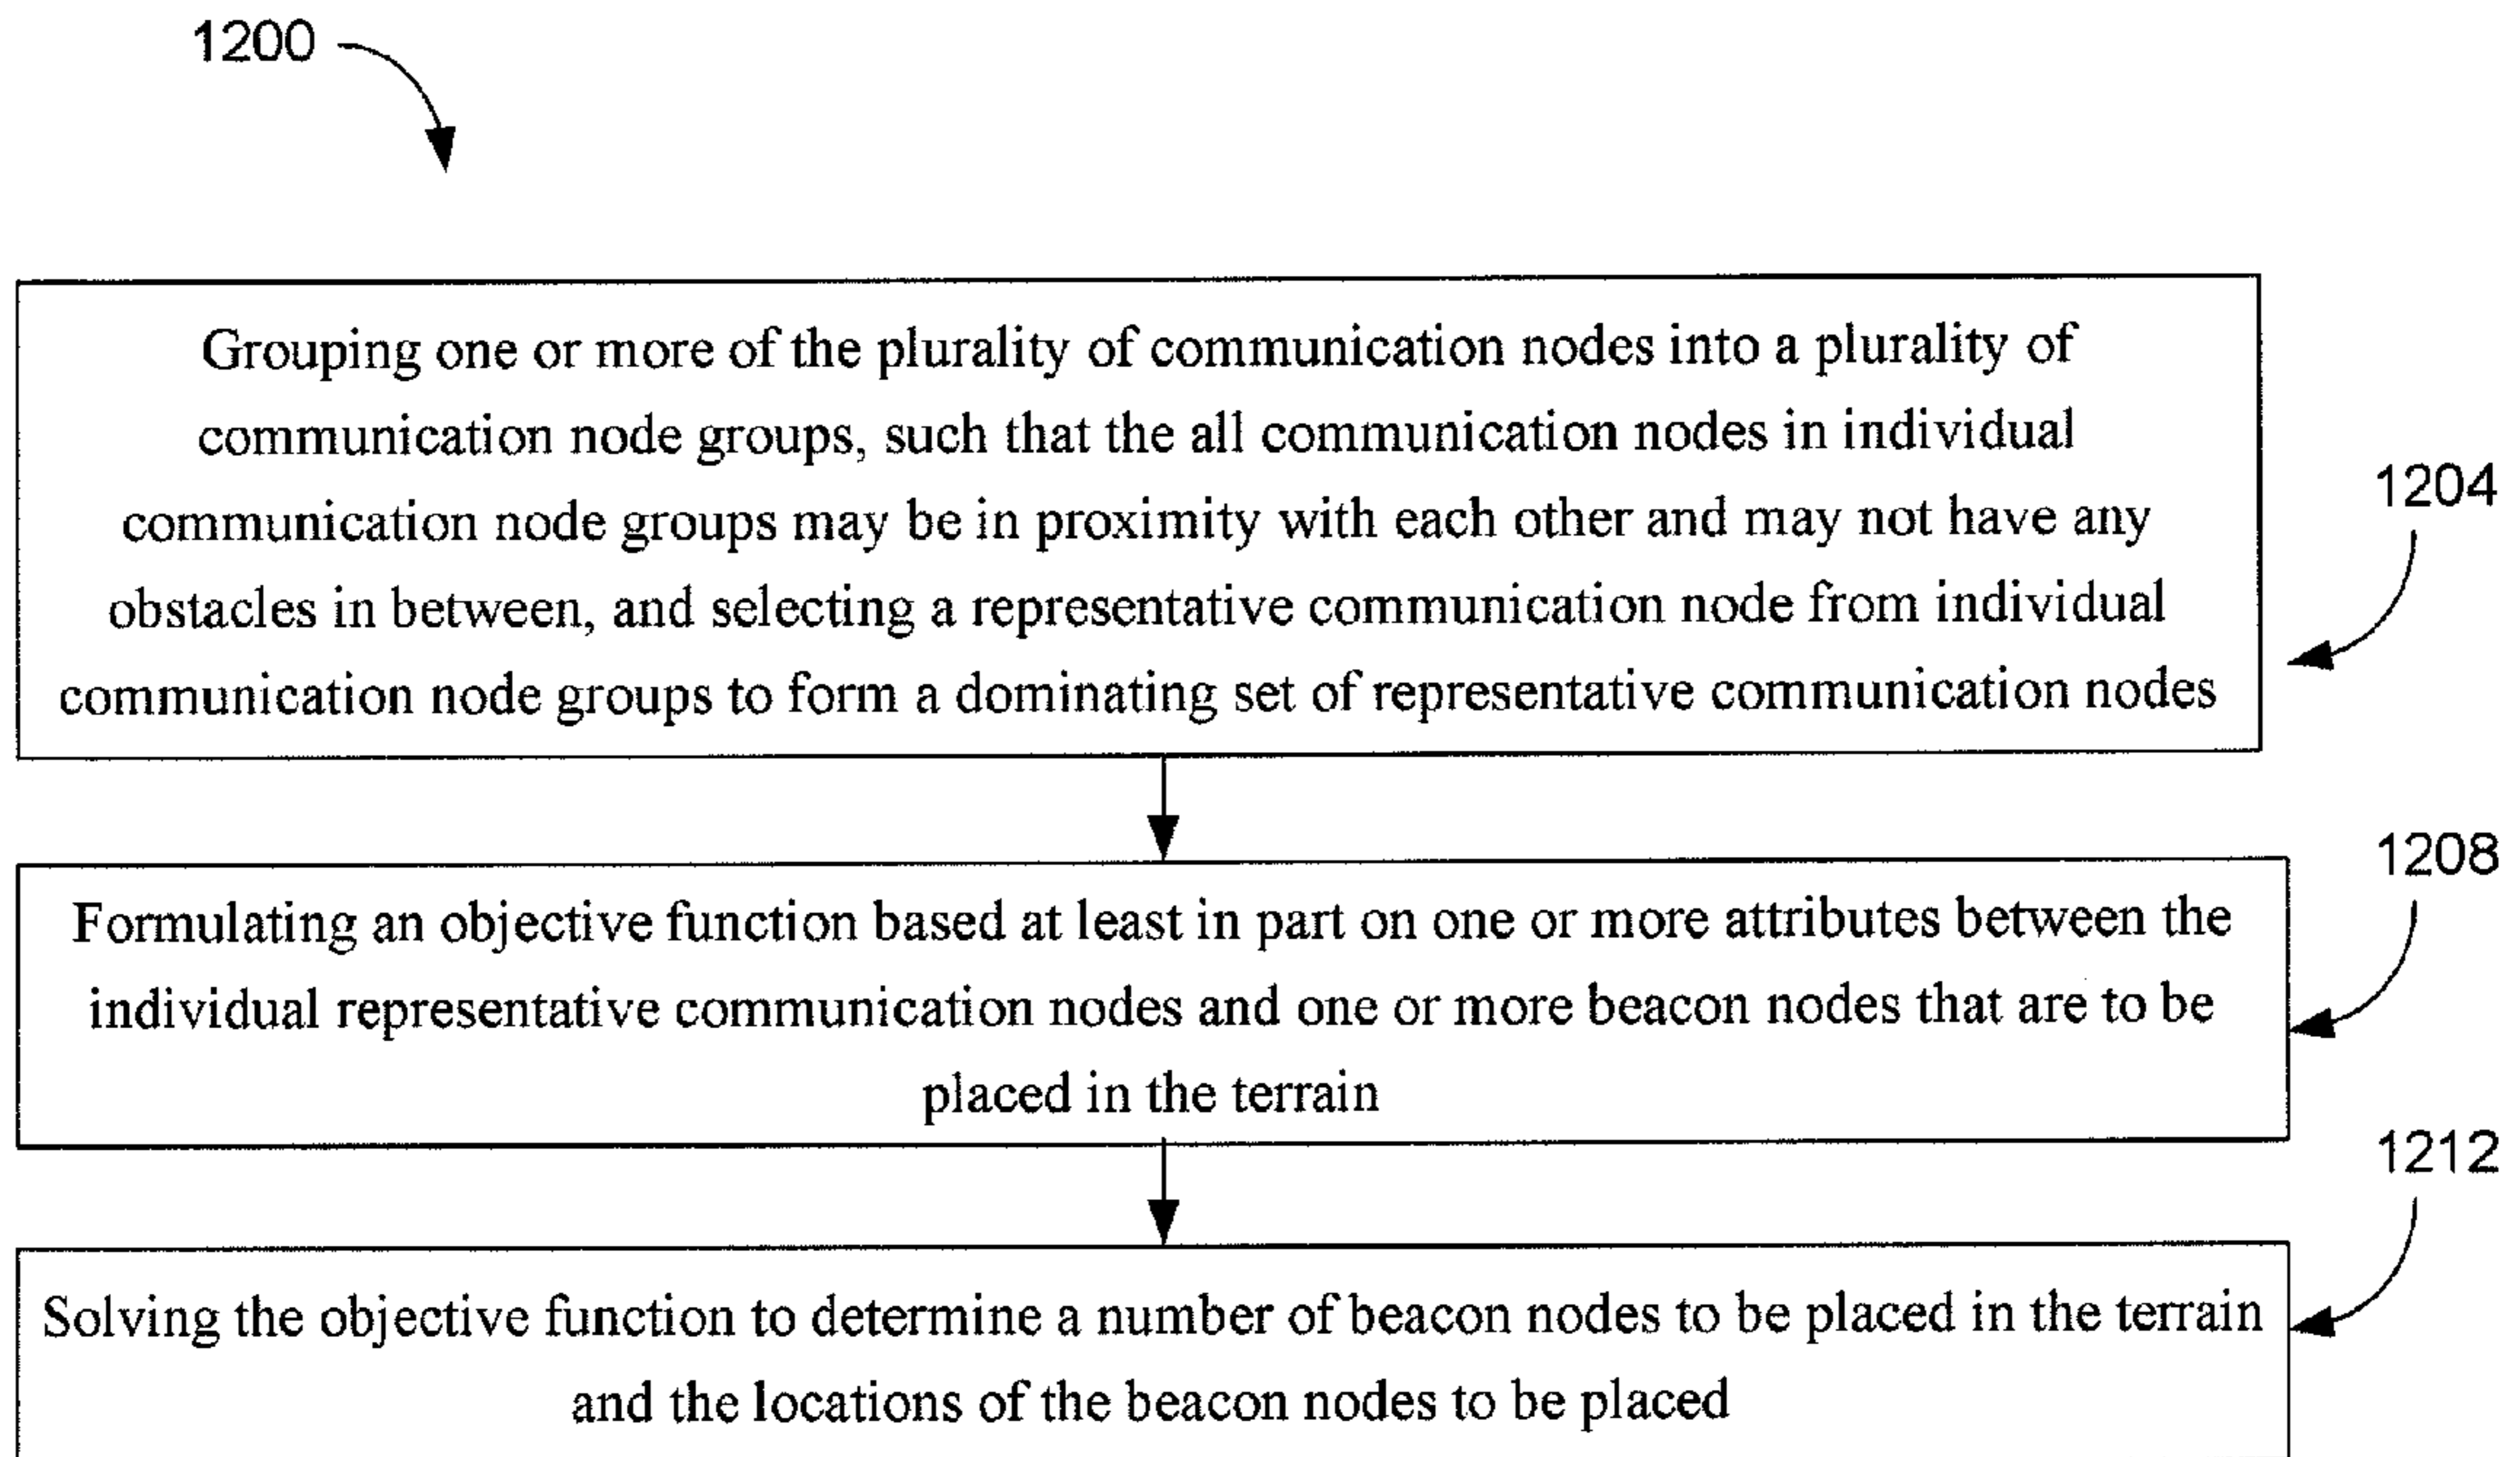 1200
Grouping one or more of the plurality of communication nodes into a plurality of
communication node groups, such that the all communication nodes in individual
communication node groups may be in proximity with each other and may not have any
obstacles in between, and selecting a representative communication node from individual
communication node groups to form a dominating set of representative communication nodes
1204
Formulating an objective function based at least in part on one or more attributes between the
individual representative communication nodes and one or more beacon nodes that are to be
placed in the terrain
1208
Solving the objective function to determine a number of beacon nodes to be placed in the terrain
and the locations of the beacon nodes to be placed
1212